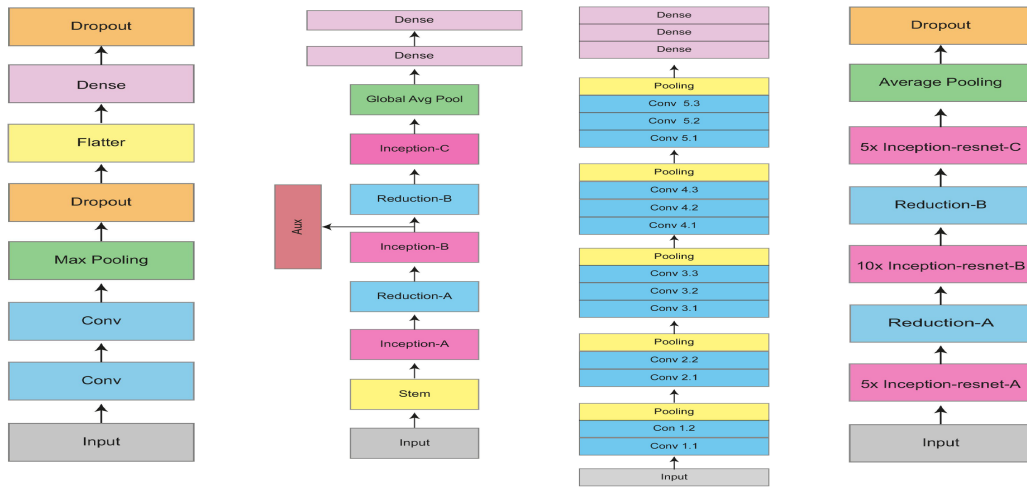 Dropout
Dense
Flatter
Dropout
Max Pooling
Conv
Conv
Input
Dense
Dense
Global Avg Pool
Inception-C
Reduction-B
Aux
Inception-B
Reduction-A
Inception-A
Stem
Input
Dense
Dense
Dense
Pooling
Conv 5.3
Conv 5.2
Conv 5.1
Pooling
Conv 4.3
Conv 4.2
Conv 4.1
Pooling
Conv 3.3
Conv 3.2
Conv 3.1
Pooling
Conv 2.2
Conv 2.1
Pooling
Con 1.2
Conv 1.1
Input
Dropout
Average Pooling
5x Inception-resnet-C
Reduction-B
10x Inception-resnet-B
Reduction-A
5x Inception-resnet-A
Input